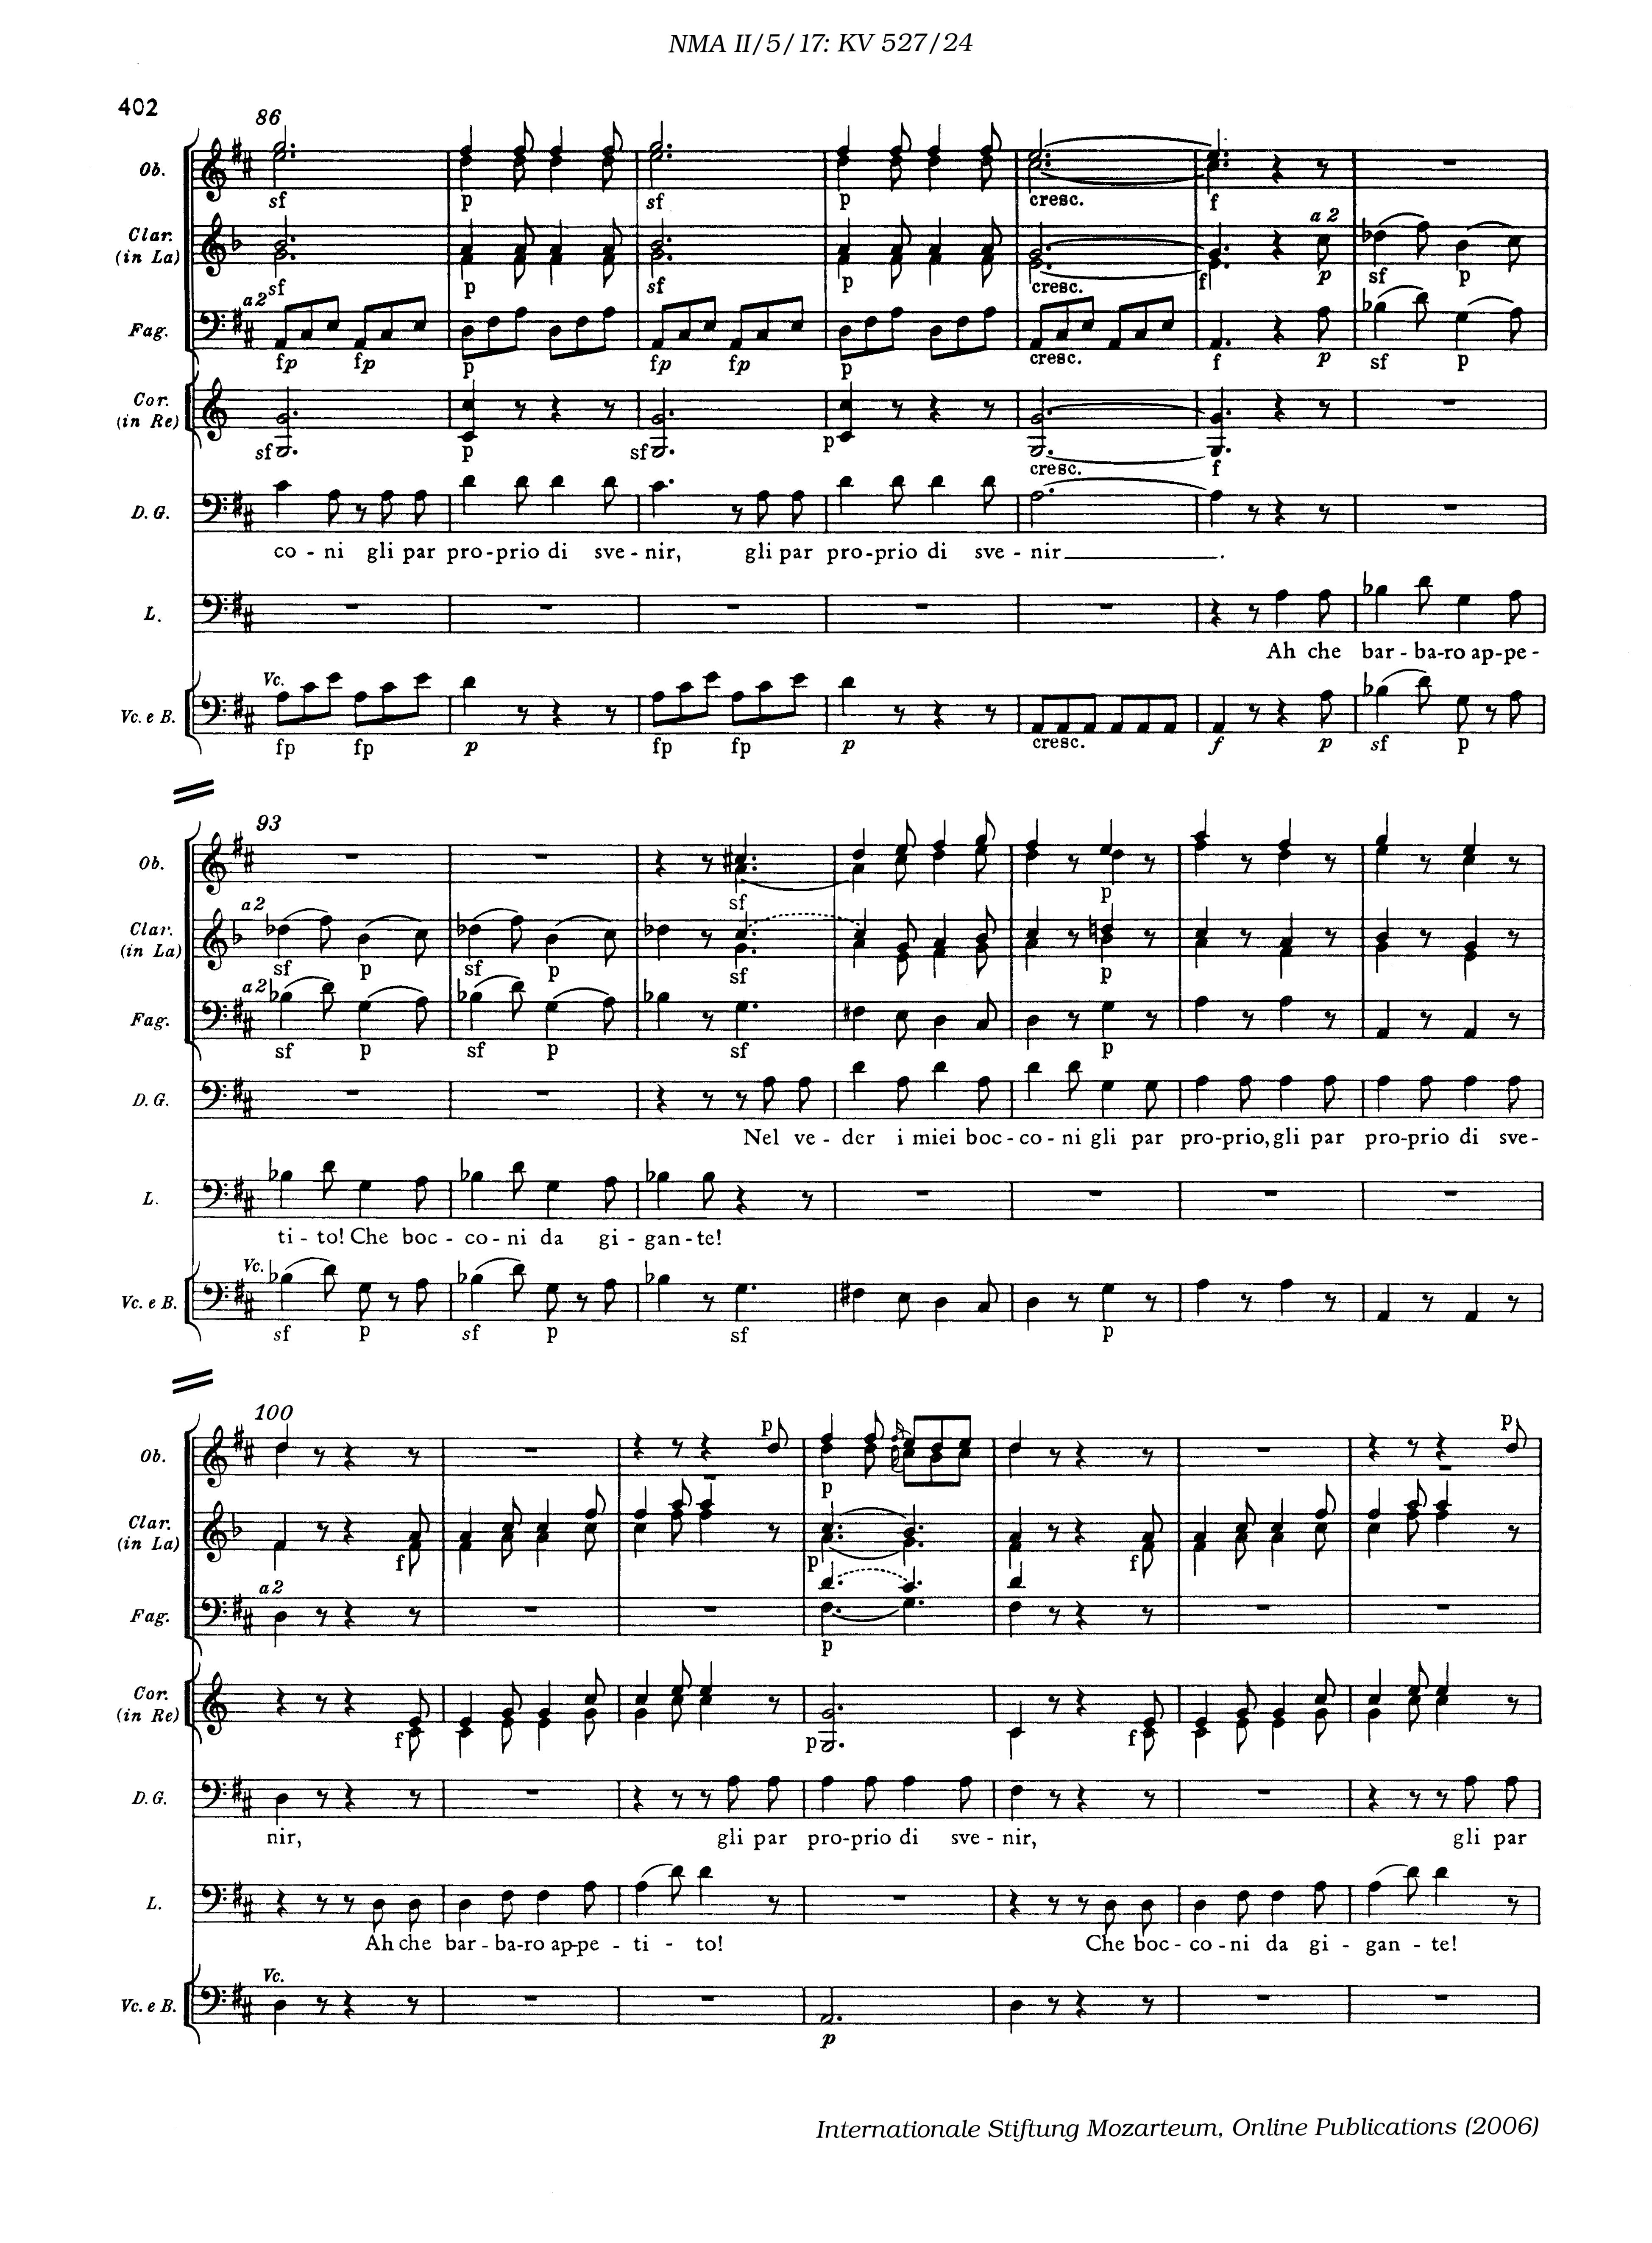 NMA II/5/17: KV 527/24
402
86
Ob.
sf p sf p cresc. f
a 2
Clar.
(in La)
sf p sf p cresc. f p sf p
a2
Fag.
fp fp p fp fp p cresc. f p sf p
Cor.
(in Re)
sf p sf p cresc. f
D. G.
co - ni gli par pro-prio di sve - nir, gli par pro-prio di sve - nir.
L.
Ah che bar - ba-ro ap-pe -
Vc.
Vc. e B.
fp fp p fp fp p cresc. f p sf p
93
Ob.
sf p
a2
Clar.
(in La)
sf p sf p sf p
a2
Fag.
sf p sf p sf p
D. G.
Nel ve - der i miei boc - co - ni gli par pro-prio, gli par pro-prio di sve-
L.
ti - to! Che boc - co - ni da gi - gan - te!
Vc.
Vc. e B.
sf p sf p sf p
100
p p
Ob.
p
Clar.
(in La)
f p f
a2
Fag.
p
Cor.
(in Re)
f p f
D. G.
nir, gli par pro-prio di sve - nir, gli par
L.
Ah che bar - ba-ro ap-pe - ti - to! Che boc - co - ni da gi - gan - te!
Vc.
Vc. e B.
p
Internationale Stiftung Mozarteum, Online Publications (2006)